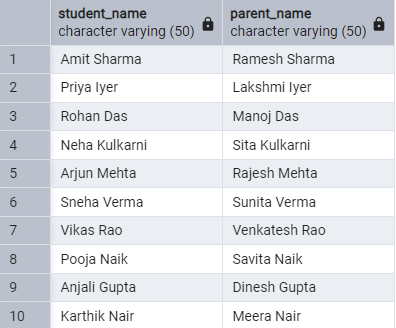 student_name parent_name
character varying (50) character varying (50)
1 Amit Sharma Ramesh Sharma
2 Priya Iyer Lakshmi Iyer
3 Rohan Das Manoj Das
4 Neha Kulkarni Sita Kulkarni
5 Arjun Mehta Rajesh Mehta
6 Sneha Verma Sunita Verma
7 Vikas Rao Venkatesh Rao
8 Pooja Naik Savita Naik
9 Anjali Gupta Dinesh Gupta
10 Karthik Nair Meera Nair